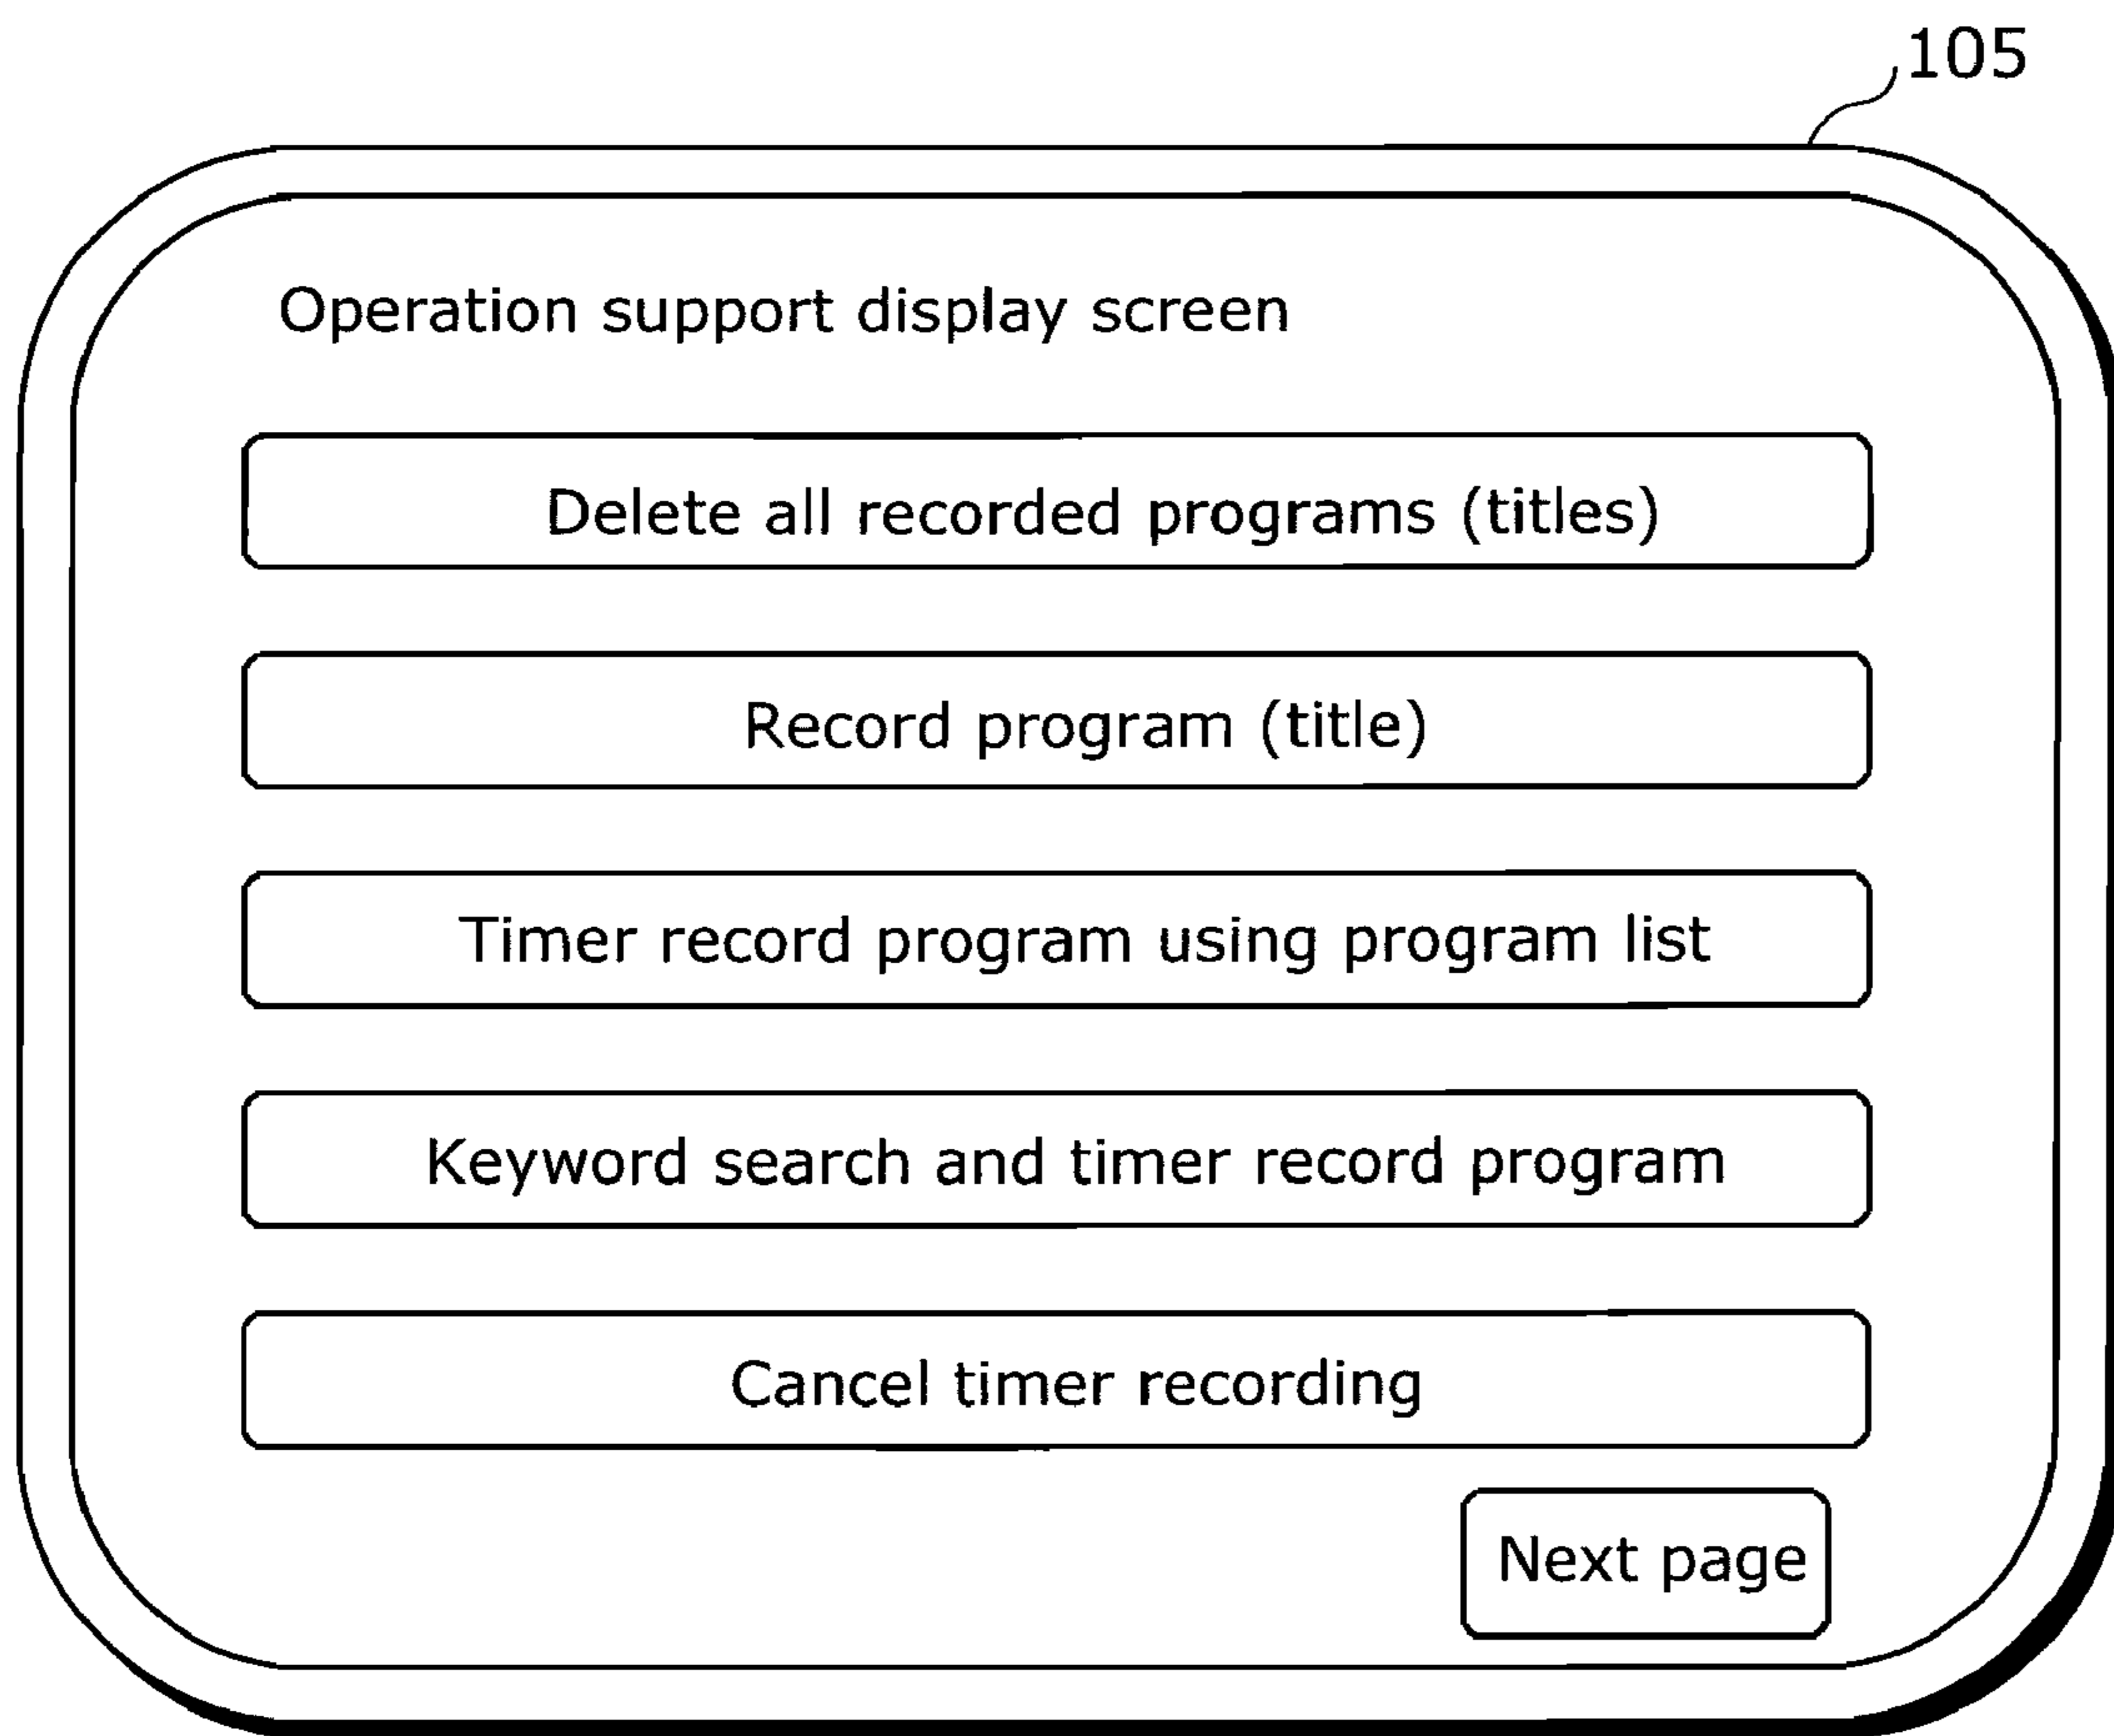 105
Operation support display screen
Delete all recorded programs (titles)
Record program (title)
Timer record program using program list
Keyword search and timer record program
Cancel timer recording
Next page